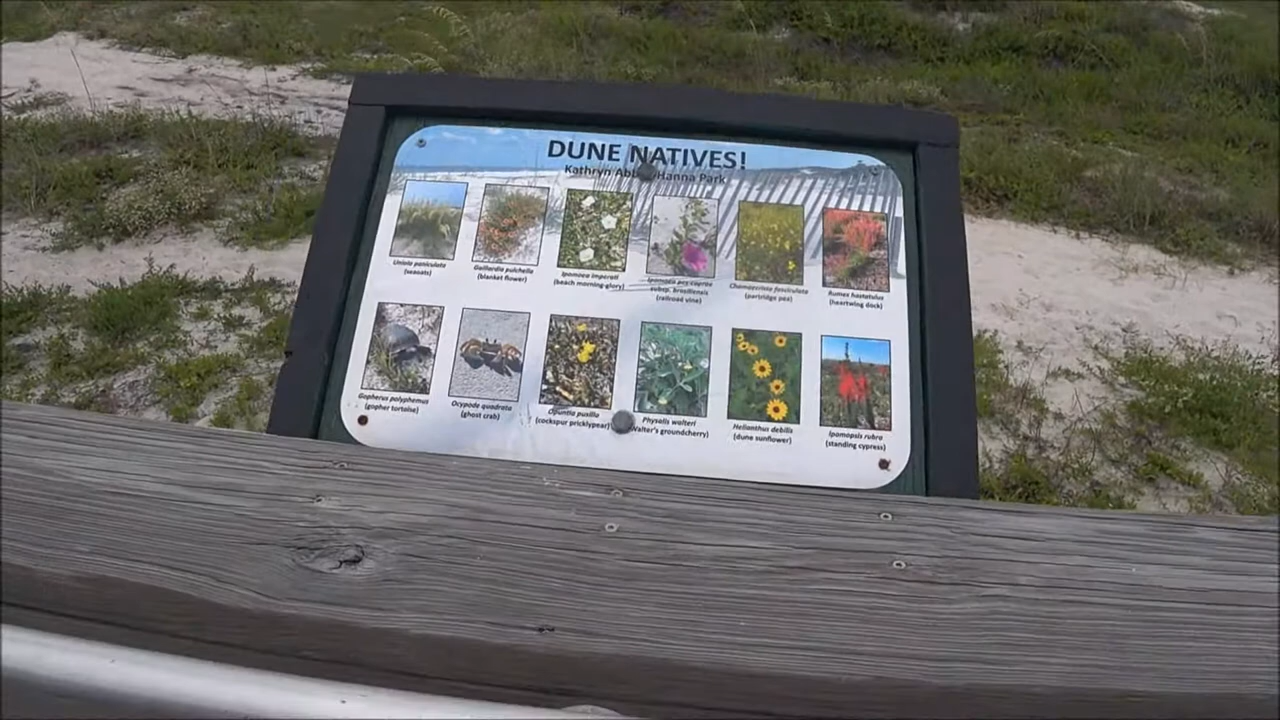 DUNE NATIVES!
Kathryn Abb Hanna Park
Uniola paniculata
(seaoats)
Gaillardia pulchella
(blanket flower)
Ipomoea imperati
(beach morning-glory)
Ipomoea pes-caprae
subsp. brasiliensis
(railroad vine)
Chamaecrista fasciculata
(partridge pea)
Rumex hastatulus
(heartwing dock)
Gopherus polyphemus
(gopher tortoise)
Ocypode quadrata
(ghost crab)
Opuntia pusilla
(cockspur pricklypear)
Physalis walteri
Walter's groundcherry)
Helianthus debilis
(dune sunflower)
Ipomopsis rubra
(standing cypress)